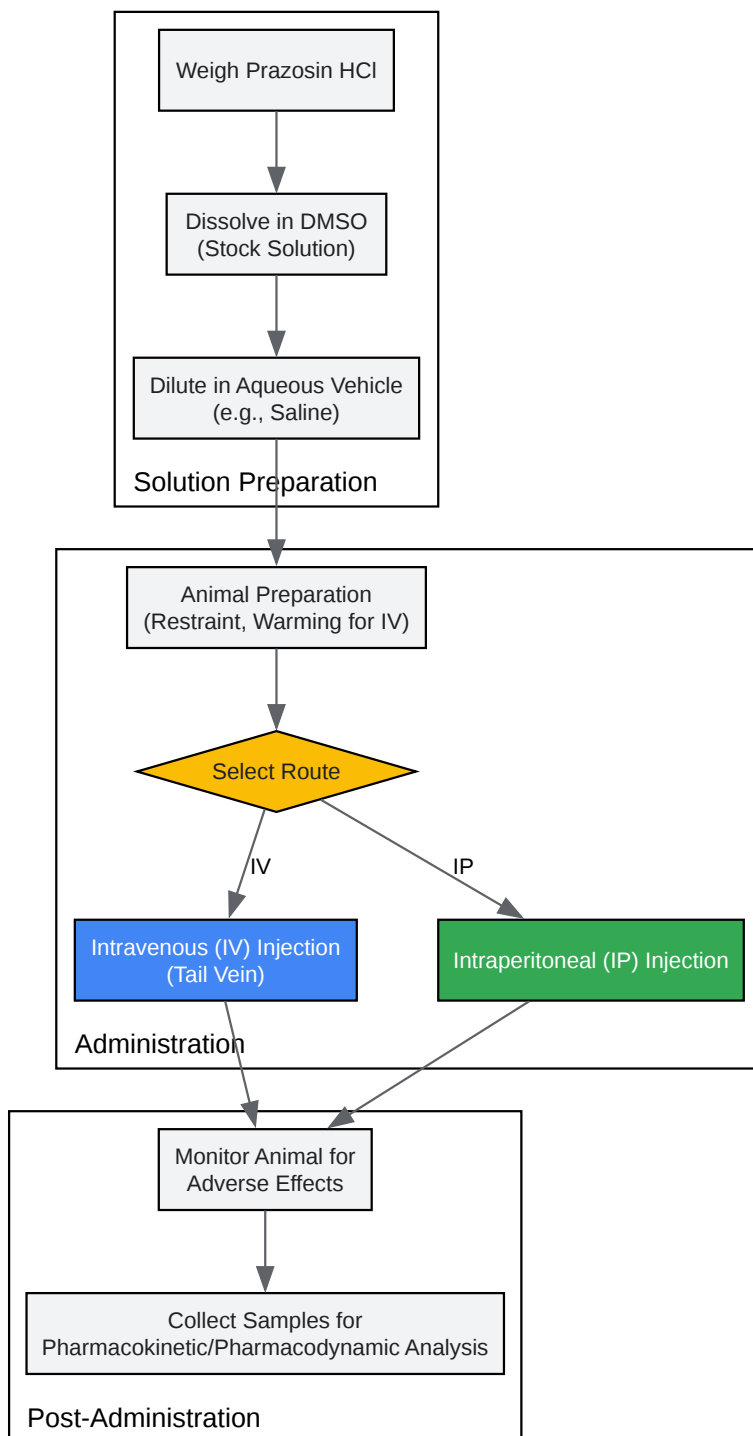 Weigh Prazosin HCl
Dissolve in DMSO
(Stock Solution)
Dilute in Aqueous Vehicle
(e.g., Saline)
Solution Preparation
Animal Preparation
(Restraint, Warming for IV)
Select Route
IV
IP
Intravenous (IV) Injection
(Tail Vein)
Intraperitoneal (IP) Injection
Administration
Monitor Animal for
Adverse Effects
Collect Samples for
Pharmacokinetic/Pharmacodynamic Analysis
Post-Administration